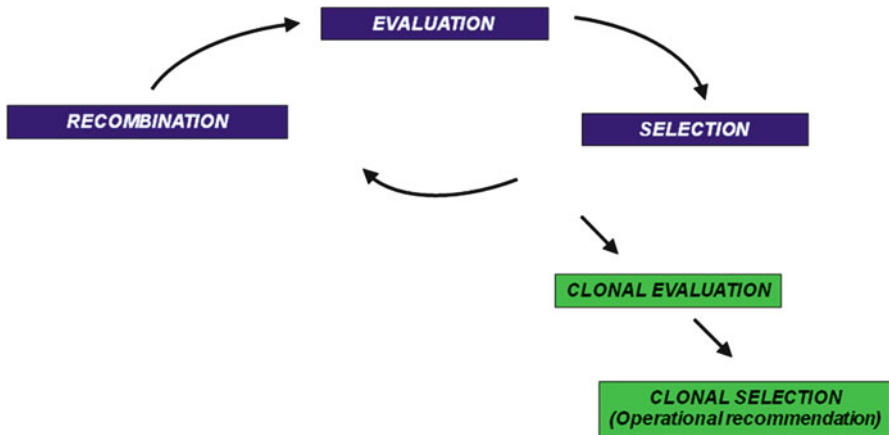 EVALUATION
RECOMBINATION
SELECTION
CLONAL EVALUATION
CLONAL SELECTION
(Operational recommendation)